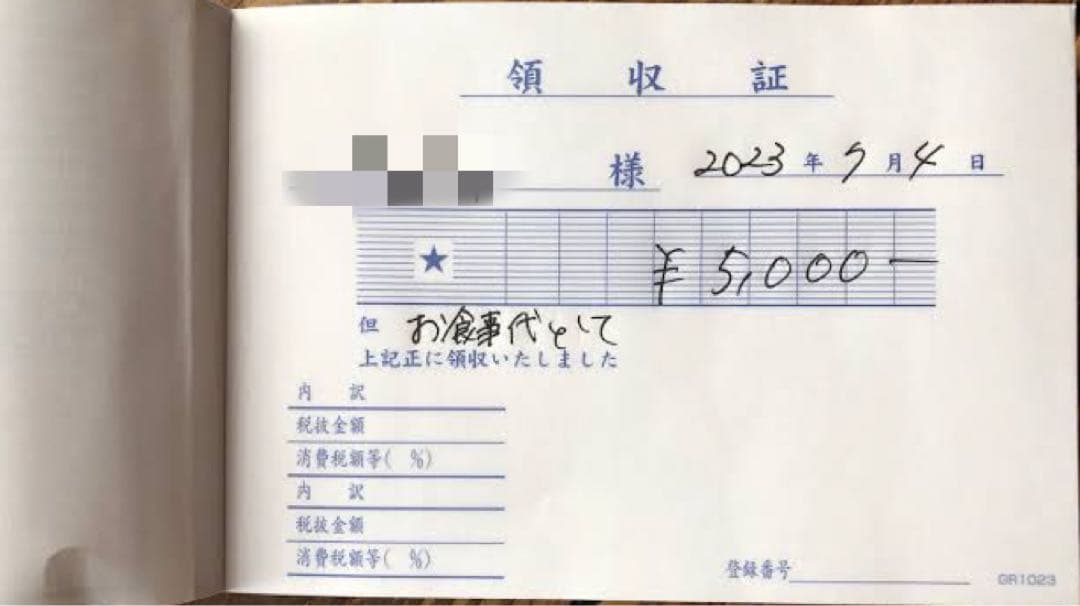 領収証
様 2023年7月4日
★ ¥5,000―
但 お食事代として
上記正に領収いたしました
内訳
税抜金額
消費税額等( %)
内訳
税抜金額
消費税額等( %)
登録番号
GR1023